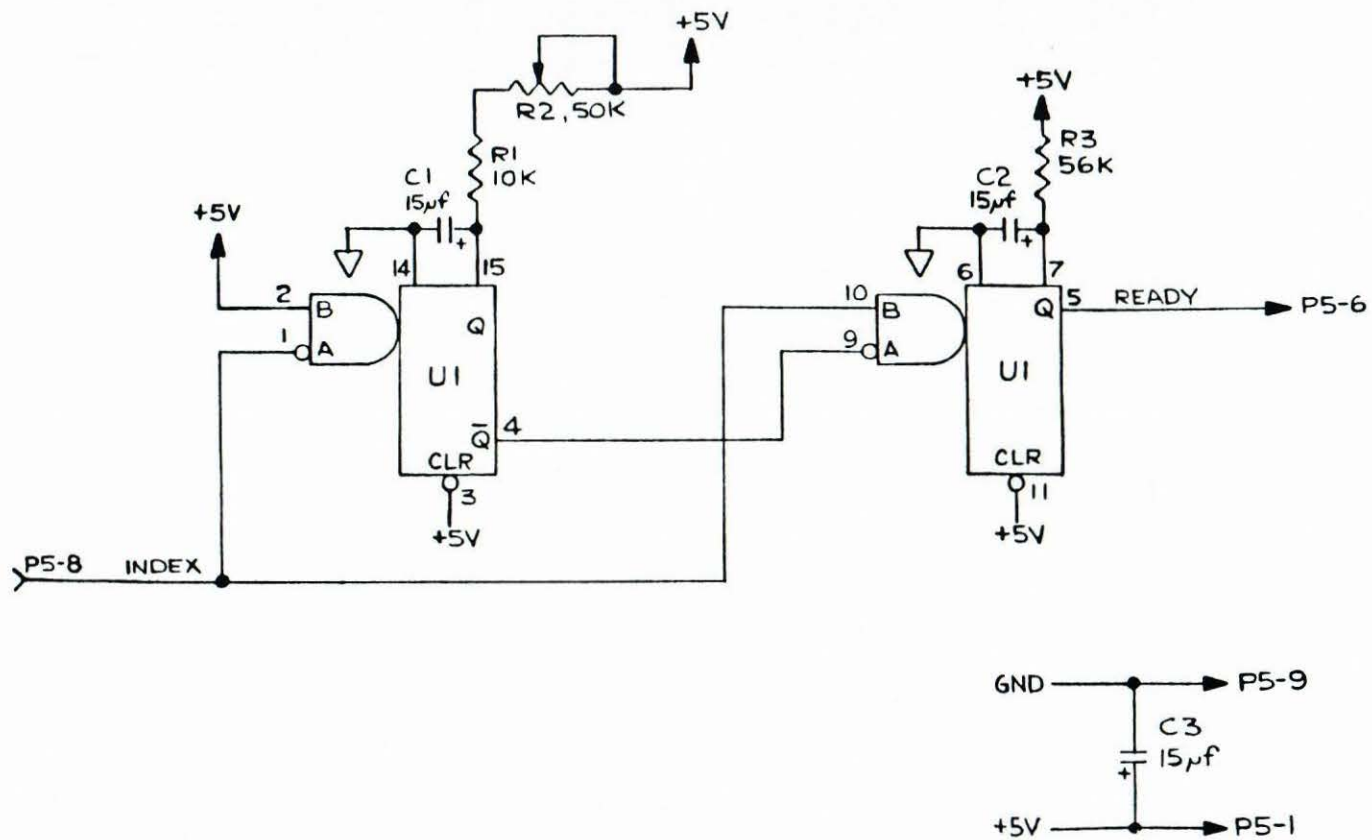 +5V
R2, 50K
+5V
R1
10K
R3
56K
C1
15μf
C2
15μf
+5V
14
15
6
7
2
B
1
A
Q
U1
Q̅
4
CLR
3
+5V
10
B
9
A
Q
5
READY
P5-6
U1
CLR
11
+5V
P5-8
INDEX
GND
P5-9
C3
15μf
+5V
P5-1